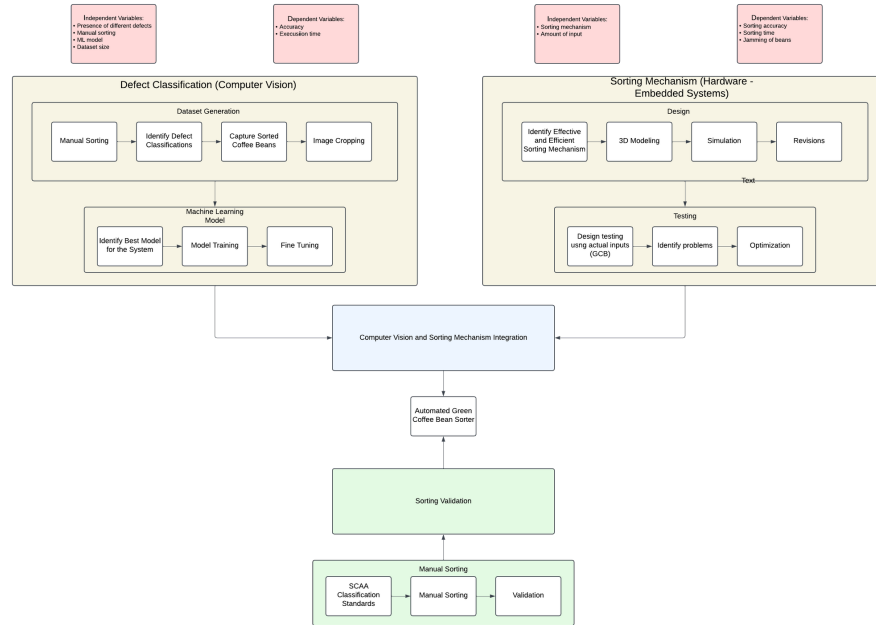 Independent Variables:
• Presence of different defects
• Manual sorting
• ML model
• Dataset size
Dependent Variables:
• Accuracy
• Execusiion time
Independent Variables:
• Sorting mechanism
• Amount of input
Dependent Variables:
• Sorting accuracy
• Sorting time
• Jamming of beans
Defect Classification (Computer Vision)
Dataset Generation
Manual Sorting
Identify Defect
Classifications
Capture Sorted
Coffee Beans
Image Cropping
Machine Learning
Model
Identify Best Model
for the System
Model Training
Fine Tuning
Sorting Mechanism (Hardware -
Embedded Systems)
Design
Identify Effective
and Efficient
Sorting Mechanism
3D Modeling
Simulation
Revisions
Text
Testing
Design testing
usng actual inputs
(GCB)
Identify problems
Optimization
Computer Vision and Sorting Mechanism Integration
Automated Green
Coffee Bean Sorter
Sorting Validation
Manual Sorting
SCAA
Classification
Standards
Manual Sorting
Validation